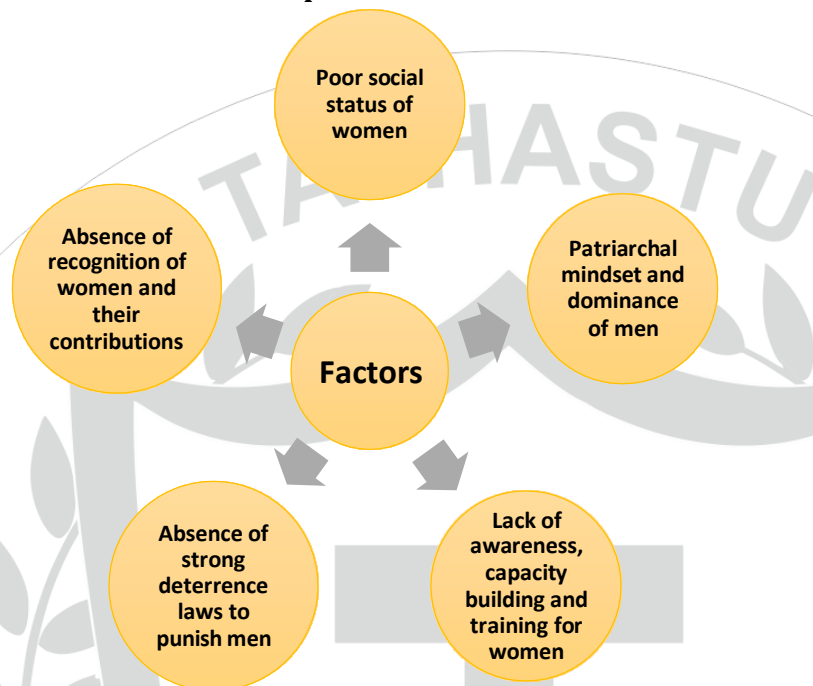 Poor social
status of
women
Absence of
recognition of
women and
their
contributions
Patriarchal
mindset and
dominance
of men
Factors
Absence of
strong
deterrence
laws to
punish men
Lack of
awareness,
capacity
building and
training for
women
HASTU